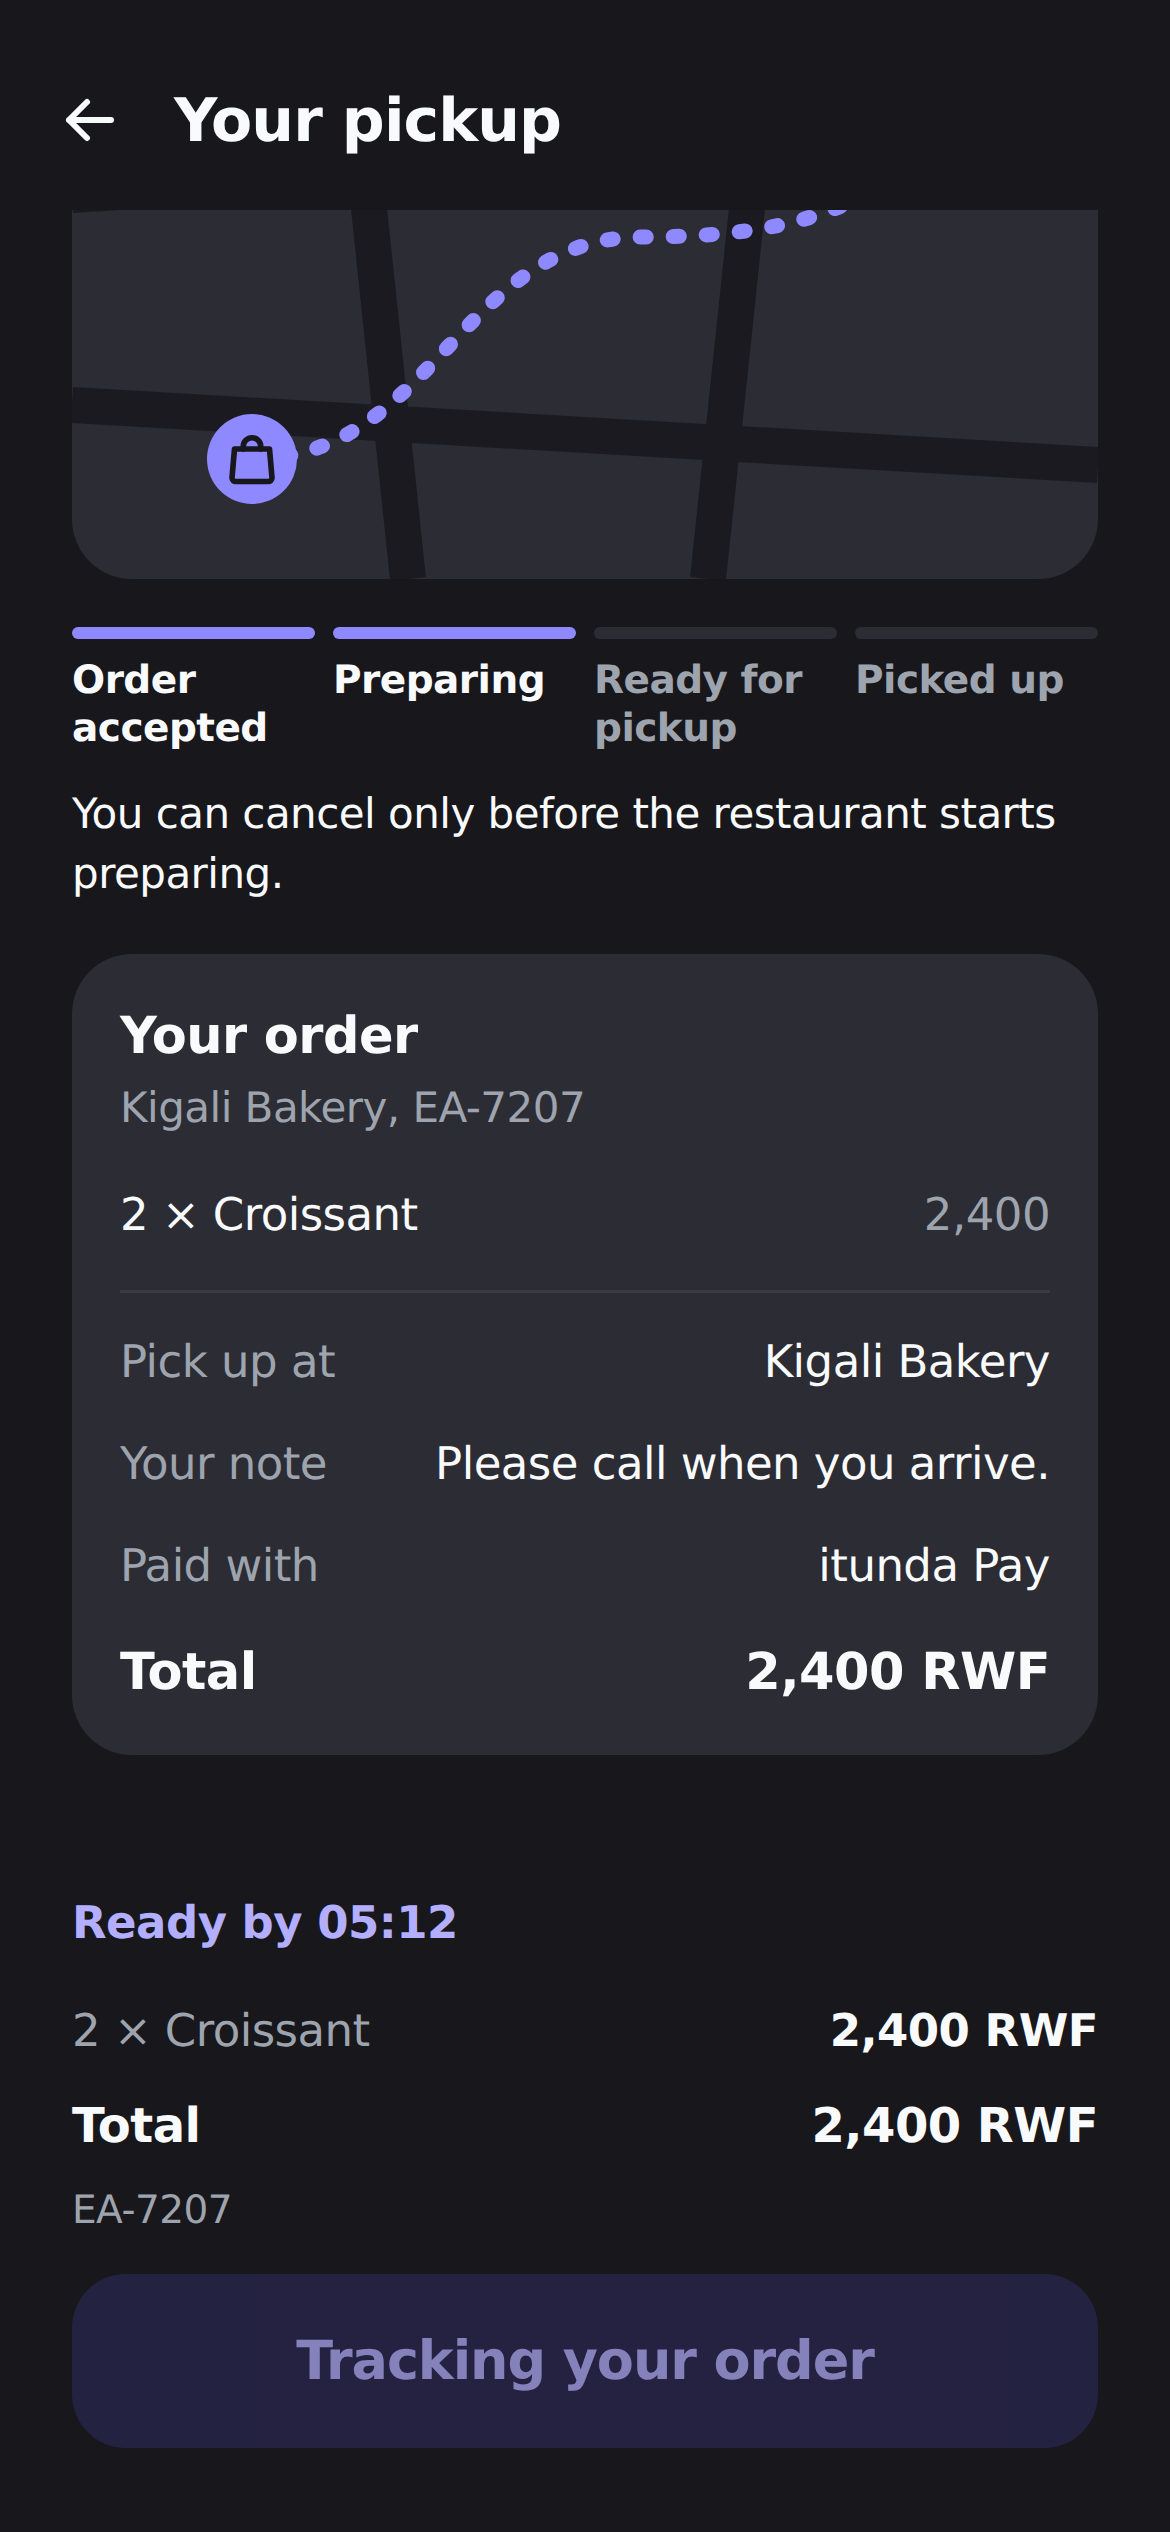 Your pickup
Order accepted
Preparing
Ready for pickup
Picked up
You can cancel only before the restaurant starts
preparing.
Your order
Kigali Bakery, EA-7207
2 × Croissant 2,400
Pick up at Kigali Bakery
Your note Please call when you arrive.
Paid with itunda Pay
Total 2,400 RWF
Ready by 05:12
2 × Croissant 2,400 RWF
Total 2,400 RWF
EA-7207
Tracking your order